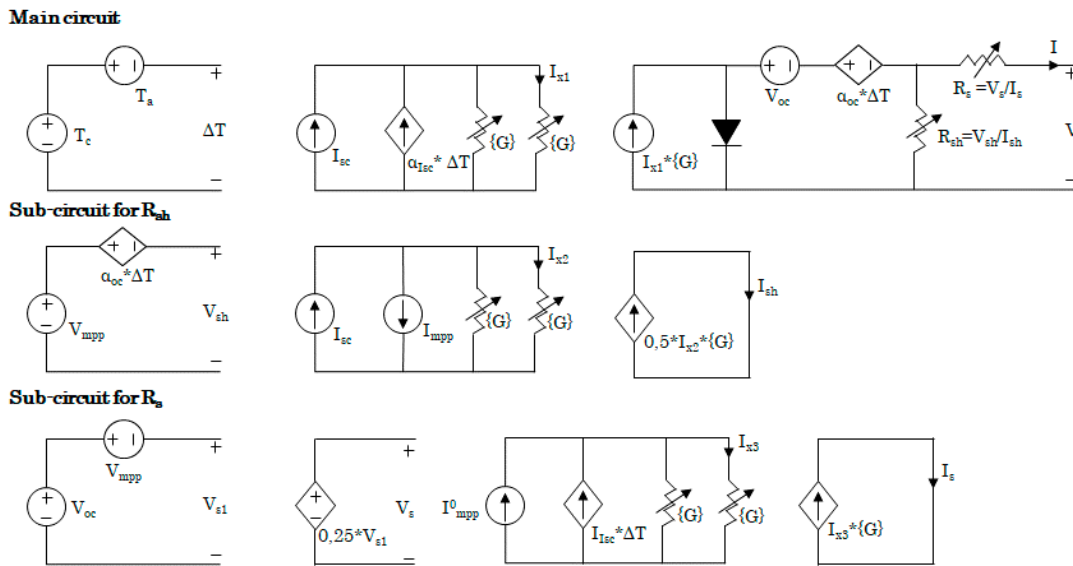 Main circuit
T_a
T_c
ΔT
I_sc
α_Isc* ΔT
{G}
{G}
I_x1
I_x1*{G}
V_oc
α_oc*ΔT
R_s =V_s/I_s
I
R_sh=V_sh/I_sh
V
Sub-circuit for R_sh
α_oc*ΔT
V_mpp
V_sh
I_sc
I_mpp
{G}
{G}
I_x2
0,5*I_x2*{G}
I_sh
Sub-circuit for R_s
V_mpp
V_oc
V_s1
0,25*V_s1
V_s
I^0_mpp
I_Isc*ΔT
{G}
{G}
I_x3
I_x3*{G}
I_s